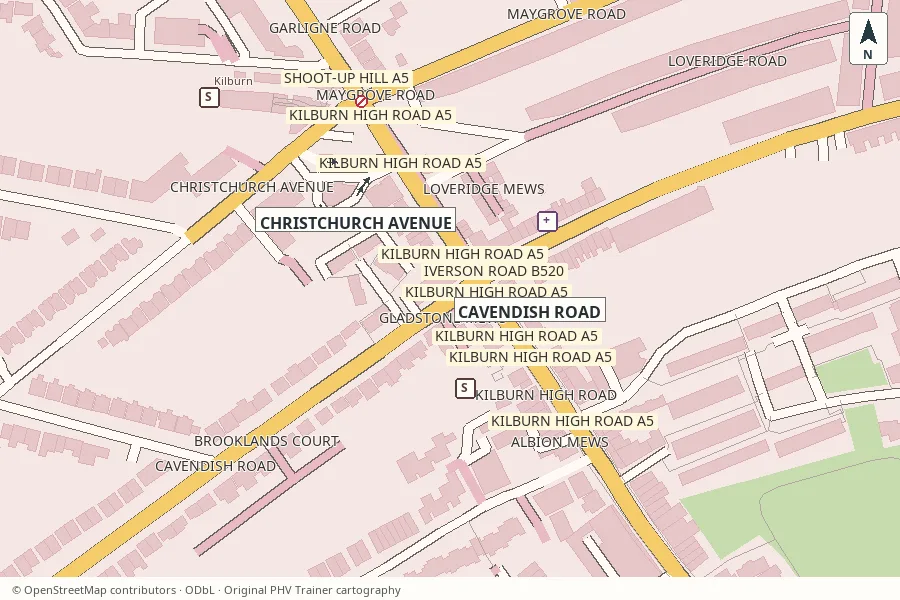 MAYGROVE ROAD
GARLIGNE ROAD
N
LOVERIDGE ROAD
SHOOT-UP HILL A5
Kilburn
S
MAYGROVE ROAD
KILBURN HIGH ROAD A5
KILBURN HIGH ROAD A5
CHRISTCHURCH AVENUE
LOVERIDGE MEWS
CHRISTCHURCH AVENUE
KILBURN HIGH ROAD A5
IVERSON ROAD B520
KILBURN HIGH ROAD A5
CAVENDISH ROAD
GLADSTONE
KILBURN HIGH ROAD A5
KILBURN HIGH ROAD A5
S
KILBURN HIGH ROAD
KILBURN HIGH ROAD A5
BROOKLANDS COURT
ALBION MEWS
CAVENDISH ROAD
© OpenStreetMap contributors · ODbL · Original PHV Trainer cartography